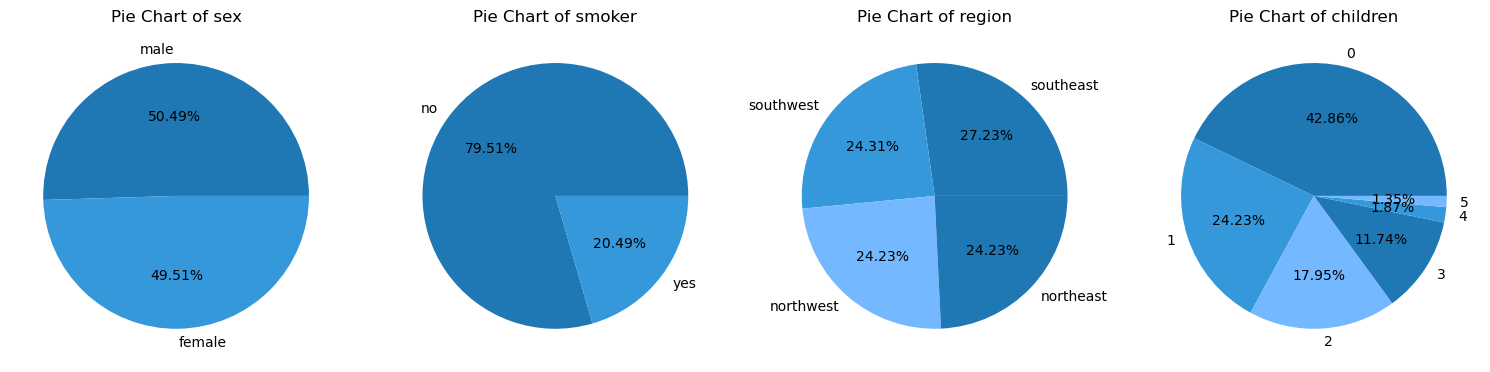 Pie Chart of sex
male
50.49%
49.51%
female
Pie Chart of smoker
no
79.51%
20.49%
yes
Pie Chart of region
southeast
southwest
27.23%
24.31%
24.23%
24.23%
northwest
northeast
Pie Chart of children
0
42.86%
1.35%
5
1.87%
4
24.23%
1
11.74%
17.95%
3
2